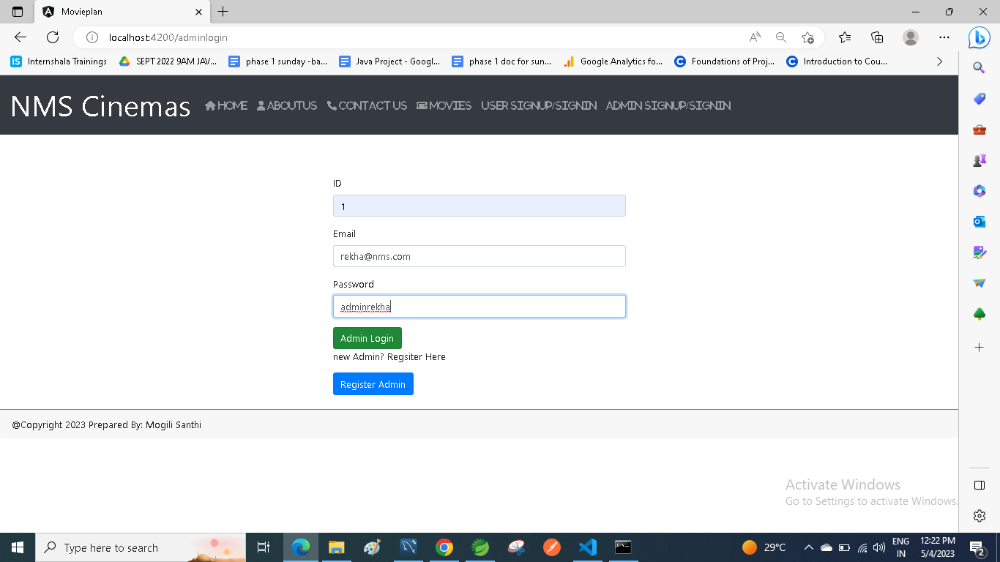 Movieplan
localhost:4200/adminlogin
Internshala Trainings
SEPT 2022 9AM JAV...
phase 1 sunday -ba...
Java Project - Googl...
phase 1 doc for sun...
Google Analytics fo...
Foundations of Proj...
Introduction to Cou...
NMS Cinemas
HOME
ABOUTUS
CONTACT US
MOVIES
USER SIGNUP/SIGNIN
ADMIN SIGNUP/SIGNIN
ID
1
Email
rekha@nms.com
Password
adminrekha
Admin Login
new Admin? Regsiter Here
Register Admin
@Copyright 2023 Prepared By: Mogili Santhi
Activate Windows
Go to Settings to activate Windows.
Type here to search
29°C
ENG
IN
12:22 PM
5/4/2023
2